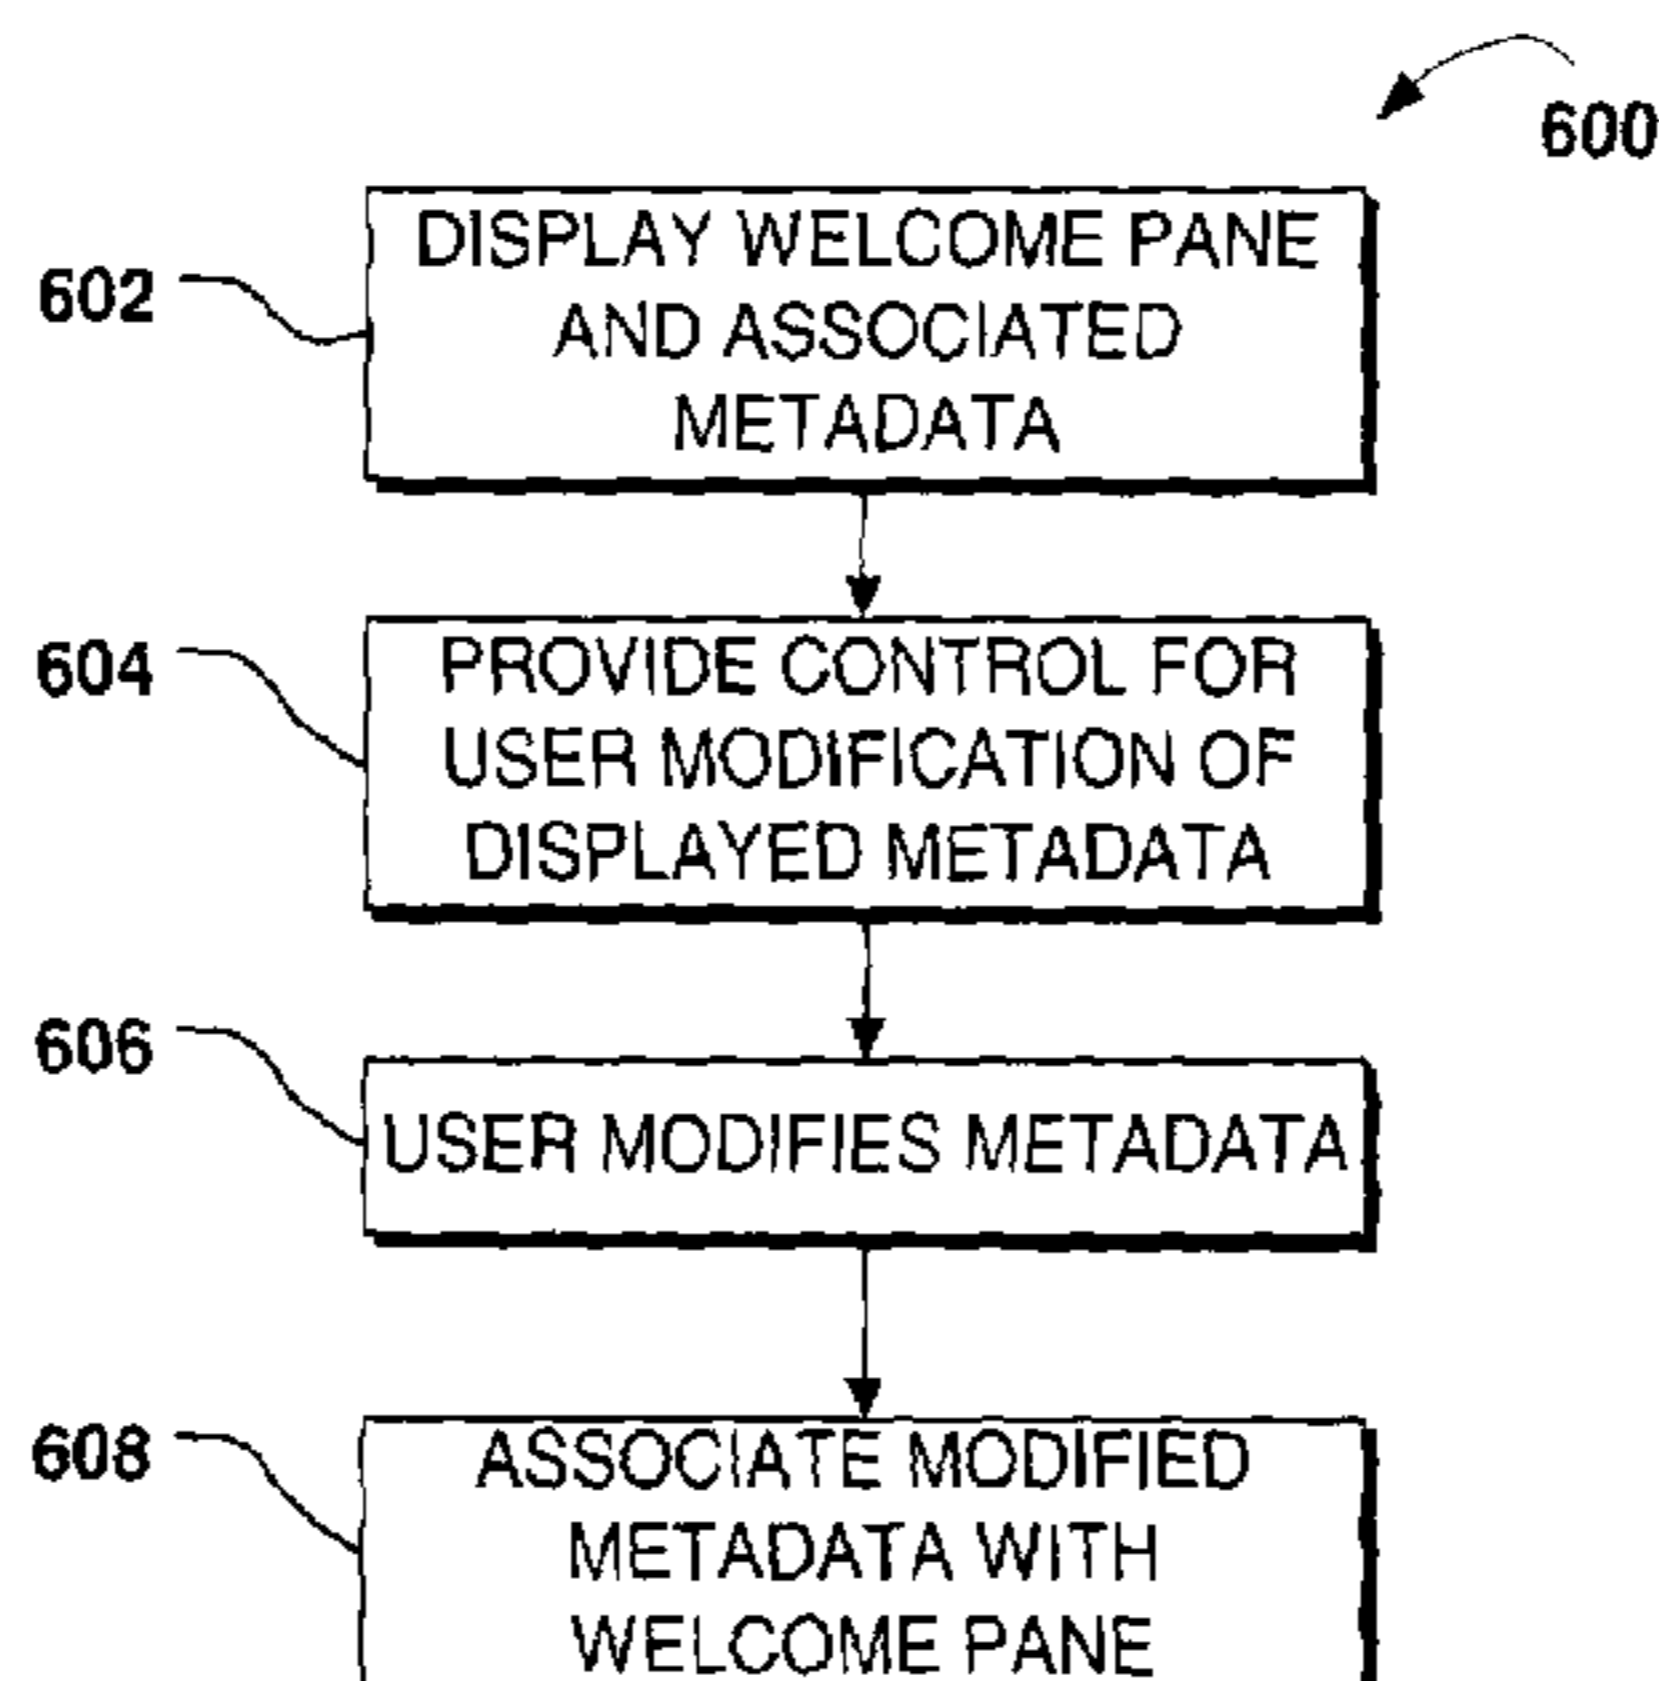 600
602
DISPLAY WELCOME PANE
AND ASSOCIATED
METADATA
604
PROVIDE CONTROL FOR
USER MODIFICATION OF
DISPLAYED METADATA
606
USER MODIFIES METADATA
608
ASSOCIATE MODIFIED
METADATA WITH
WELCOME PANE